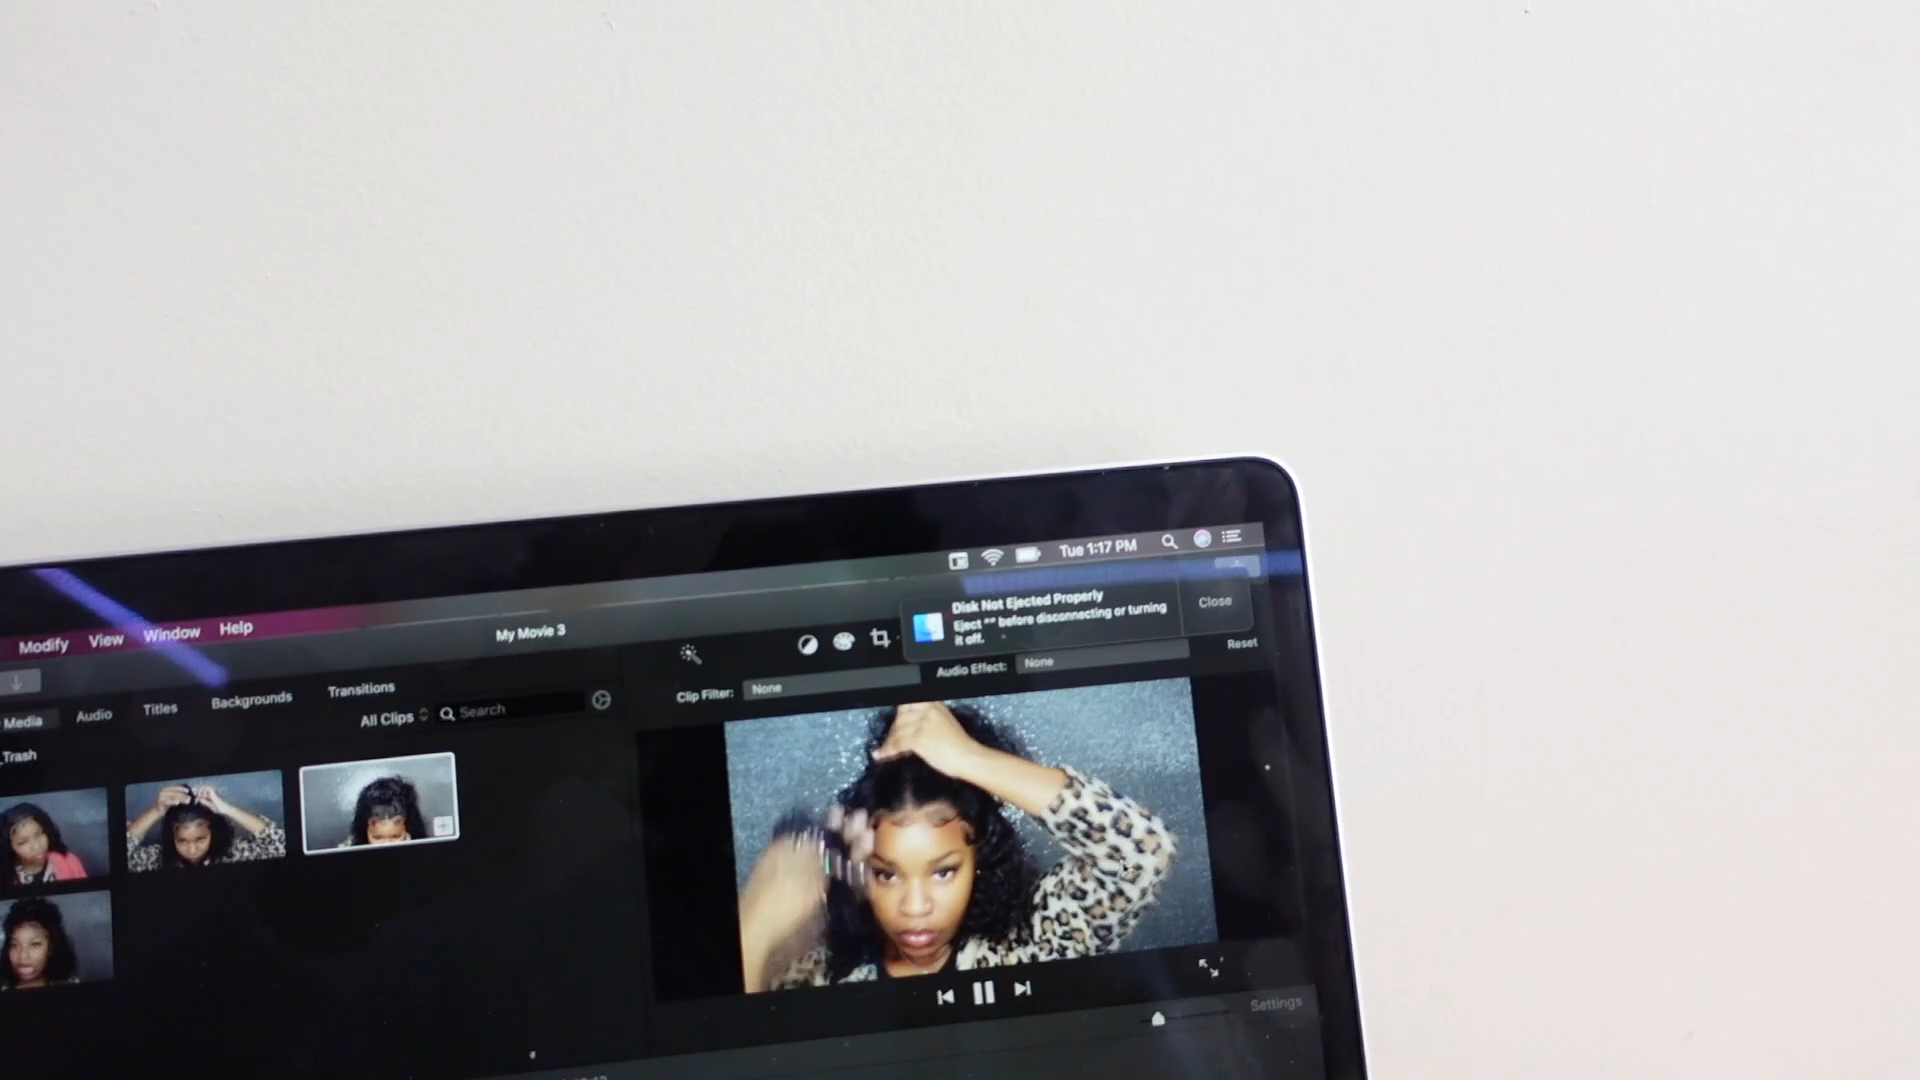 Tue 1:17 PM
Modify View Window Help
My Movie 3
Disk Not Ejected Properly
Eject "" before disconnecting or turning
it off.
Close
Reset
Media Audio Titles Backgrounds Transitions
Clip Filter: None
Audio Effect: None
All Clips Search
Trash
Settings